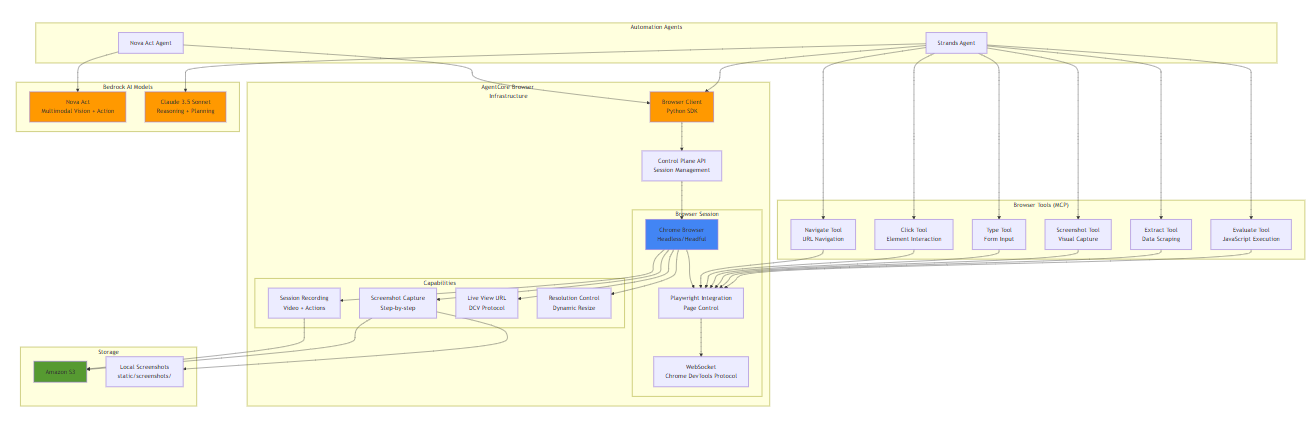 Automation Agents
Nova Act Agent
Strands Agent
Bedrock AI Models
Nova Act
Multimodal Vision + Action
Claude 3.5 Sonnet
Reasoning + Planning
AgentCore Browser
Infrastructure
Browser Client
Python SDK
Control Plane API
Session Management
Browser Session
Chrome Browser
Headless/Headful
Browser Tools (MCP)
Navigate Tool
URL Navigation
Click Tool
Element Interaction
Type Tool
Form Input
Screenshot Tool
Visual Capture
Extract Tool
Data Scraping
Evaluate Tool
JavaScript Execution
Capabilities
Session Recording
Video + Actions
Screenshot Capture
Step-by-step
Live View URL
DCV Protocol
Resolution Control
Dynamic Resize
Playwright Integration
Page Control
WebSocket
Chrome DevTools Protocol
Storage
Amazon S3
Local Screenshots
static/screenshots/